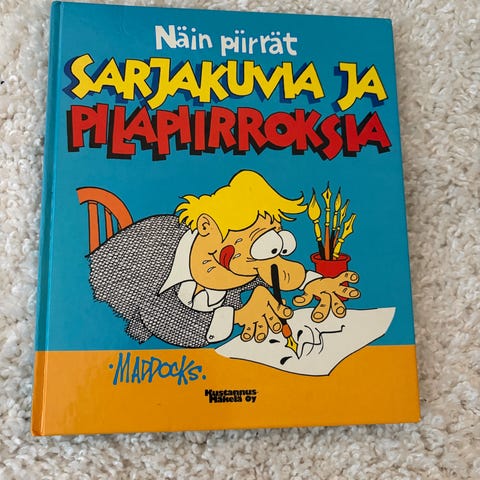 Näin piirrät
SARJAKUVIA JA
PILAPIIRROKSIA
·MADDOCKS·
Kustannus-
Mäkelä Oy